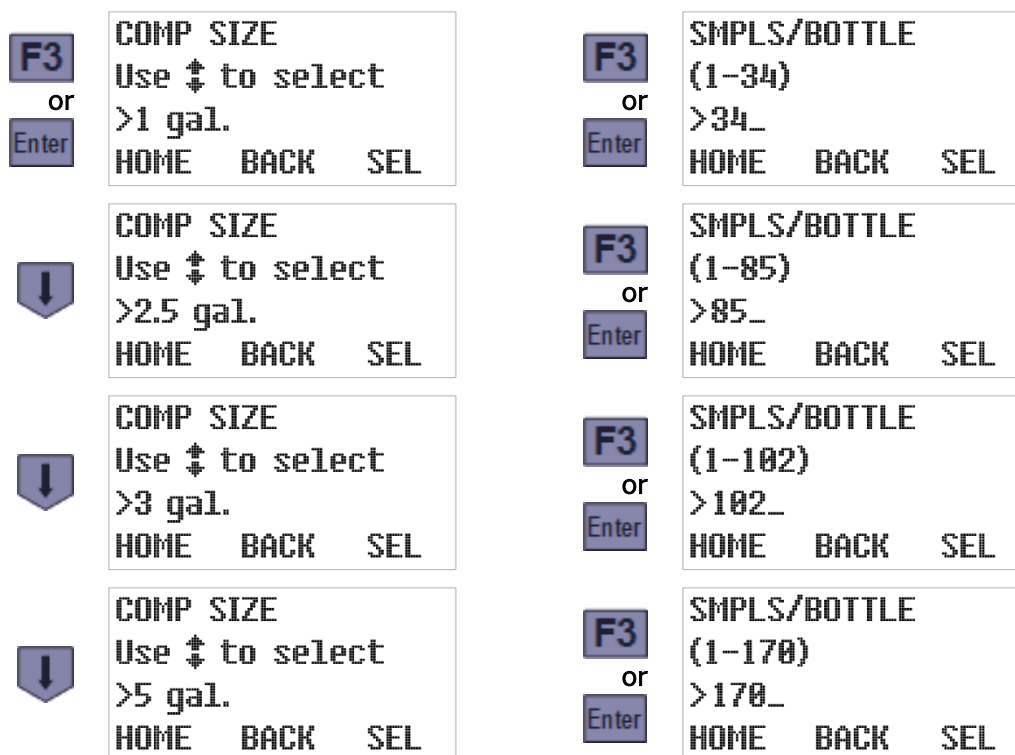 F3
or
Enter
COMP SIZE
Use ↕ to select
>1 gal.
HOME BACK SEL
F3
or
Enter
SMPLS/BOTTLE
(1-34)
>34_
HOME BACK SEL
COMP SIZE
Use ↕ to select
>2.5 gal.
HOME BACK SEL
F3
or
Enter
SMPLS/BOTTLE
(1-85)
>85_
HOME BACK SEL
COMP SIZE
Use ↕ to select
>3 gal.
HOME BACK SEL
F3
or
Enter
SMPLS/BOTTLE
(1-102)
>102_
HOME BACK SEL
COMP SIZE
Use ↕ to select
>5 gal.
HOME BACK SEL
F3
or
Enter
SMPLS/BOTTLE
(1-170)
>170_
HOME BACK SEL